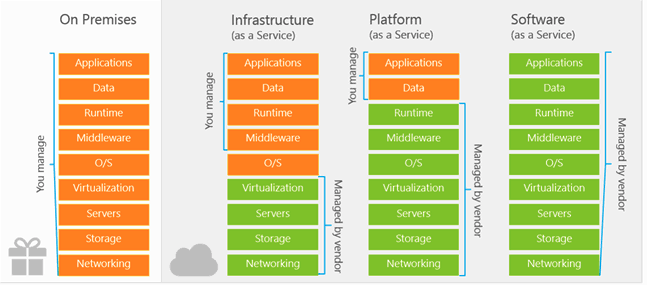 On Premises
You manage
Applications
Data
Runtime
Middleware
O/S
Virtualization
Servers
Storage
Networking
Infrastructure
(as a Service)
You manage
Applications
Data
Runtime
Middleware
O/S
Virtualization
Servers
Storage
Networking
Managed by vendor
Platform
(as a Service)
You manage
Applications
Data
Runtime
Middleware
O/S
Virtualization
Servers
Storage
Networking
Managed by vendor
Software
(as a Service)
Applications
Data
Runtime
Middleware
O/S
Virtualization
Servers
Storage
Networking
Managed by vendor